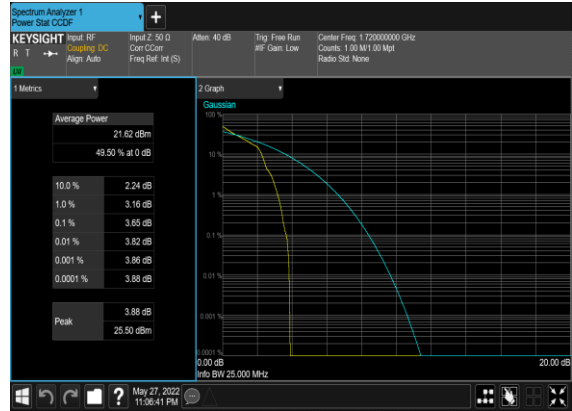 Spectrum Analyzer 1
Power Stat CCDF
KEYSIGHT
R T
LXI
Input: RF
Coupling: DC
Align: Auto
Input Z: 50 Ω
Corr CCorr
Freq Ref: Int (S)
Atten: 40 dB
Trig: Free Run
#IF Gain: Low
Center Freq: 1.720000000 GHz
Counts: 1.00 M/1.00 Mpt
Radio Std: None
1 Metrics
Average Power
21.62 dBm
49.50 % at 0 dB
10.0 % 2.24 dB
1.0 % 3.16 dB
0.1 % 3.65 dB
0.01 % 3.82 dB
0.001 % 3.86 dB
0.0001 % 3.88 dB
Peak 3.88 dB
25.50 dBm
2 Graph
Gaussian
100 %
10 %
1 %
0.1 %
0.01 %
0.001 %
0.0001 %
0.00 dB 20.00 dB
Info BW 25.000 MHz
May 27, 2022
11:06:41 PM